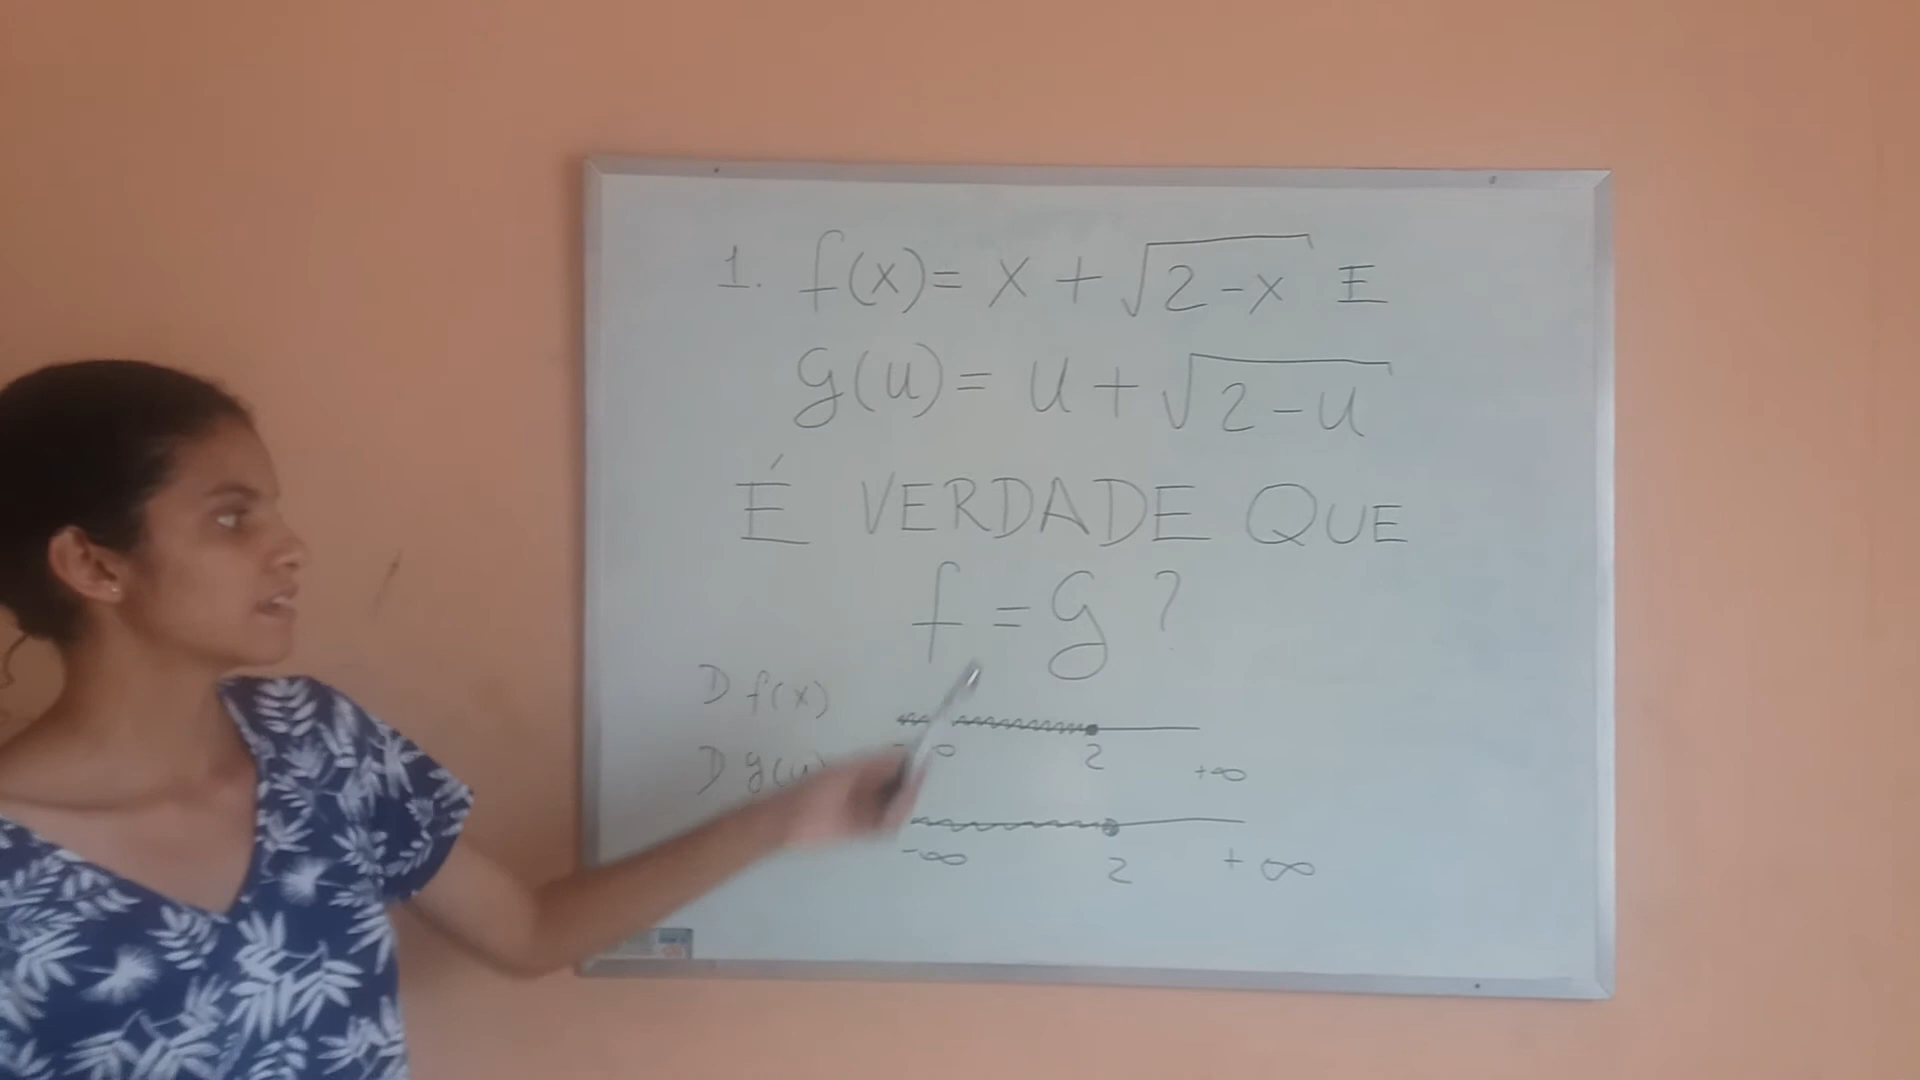 1. f(x) = x + √2-x E
g(u) = u + √2-u
É VERDADE QUE
f = g ?
D f(x)
2 +∞
D g(u)
-∞ 2 + ∞